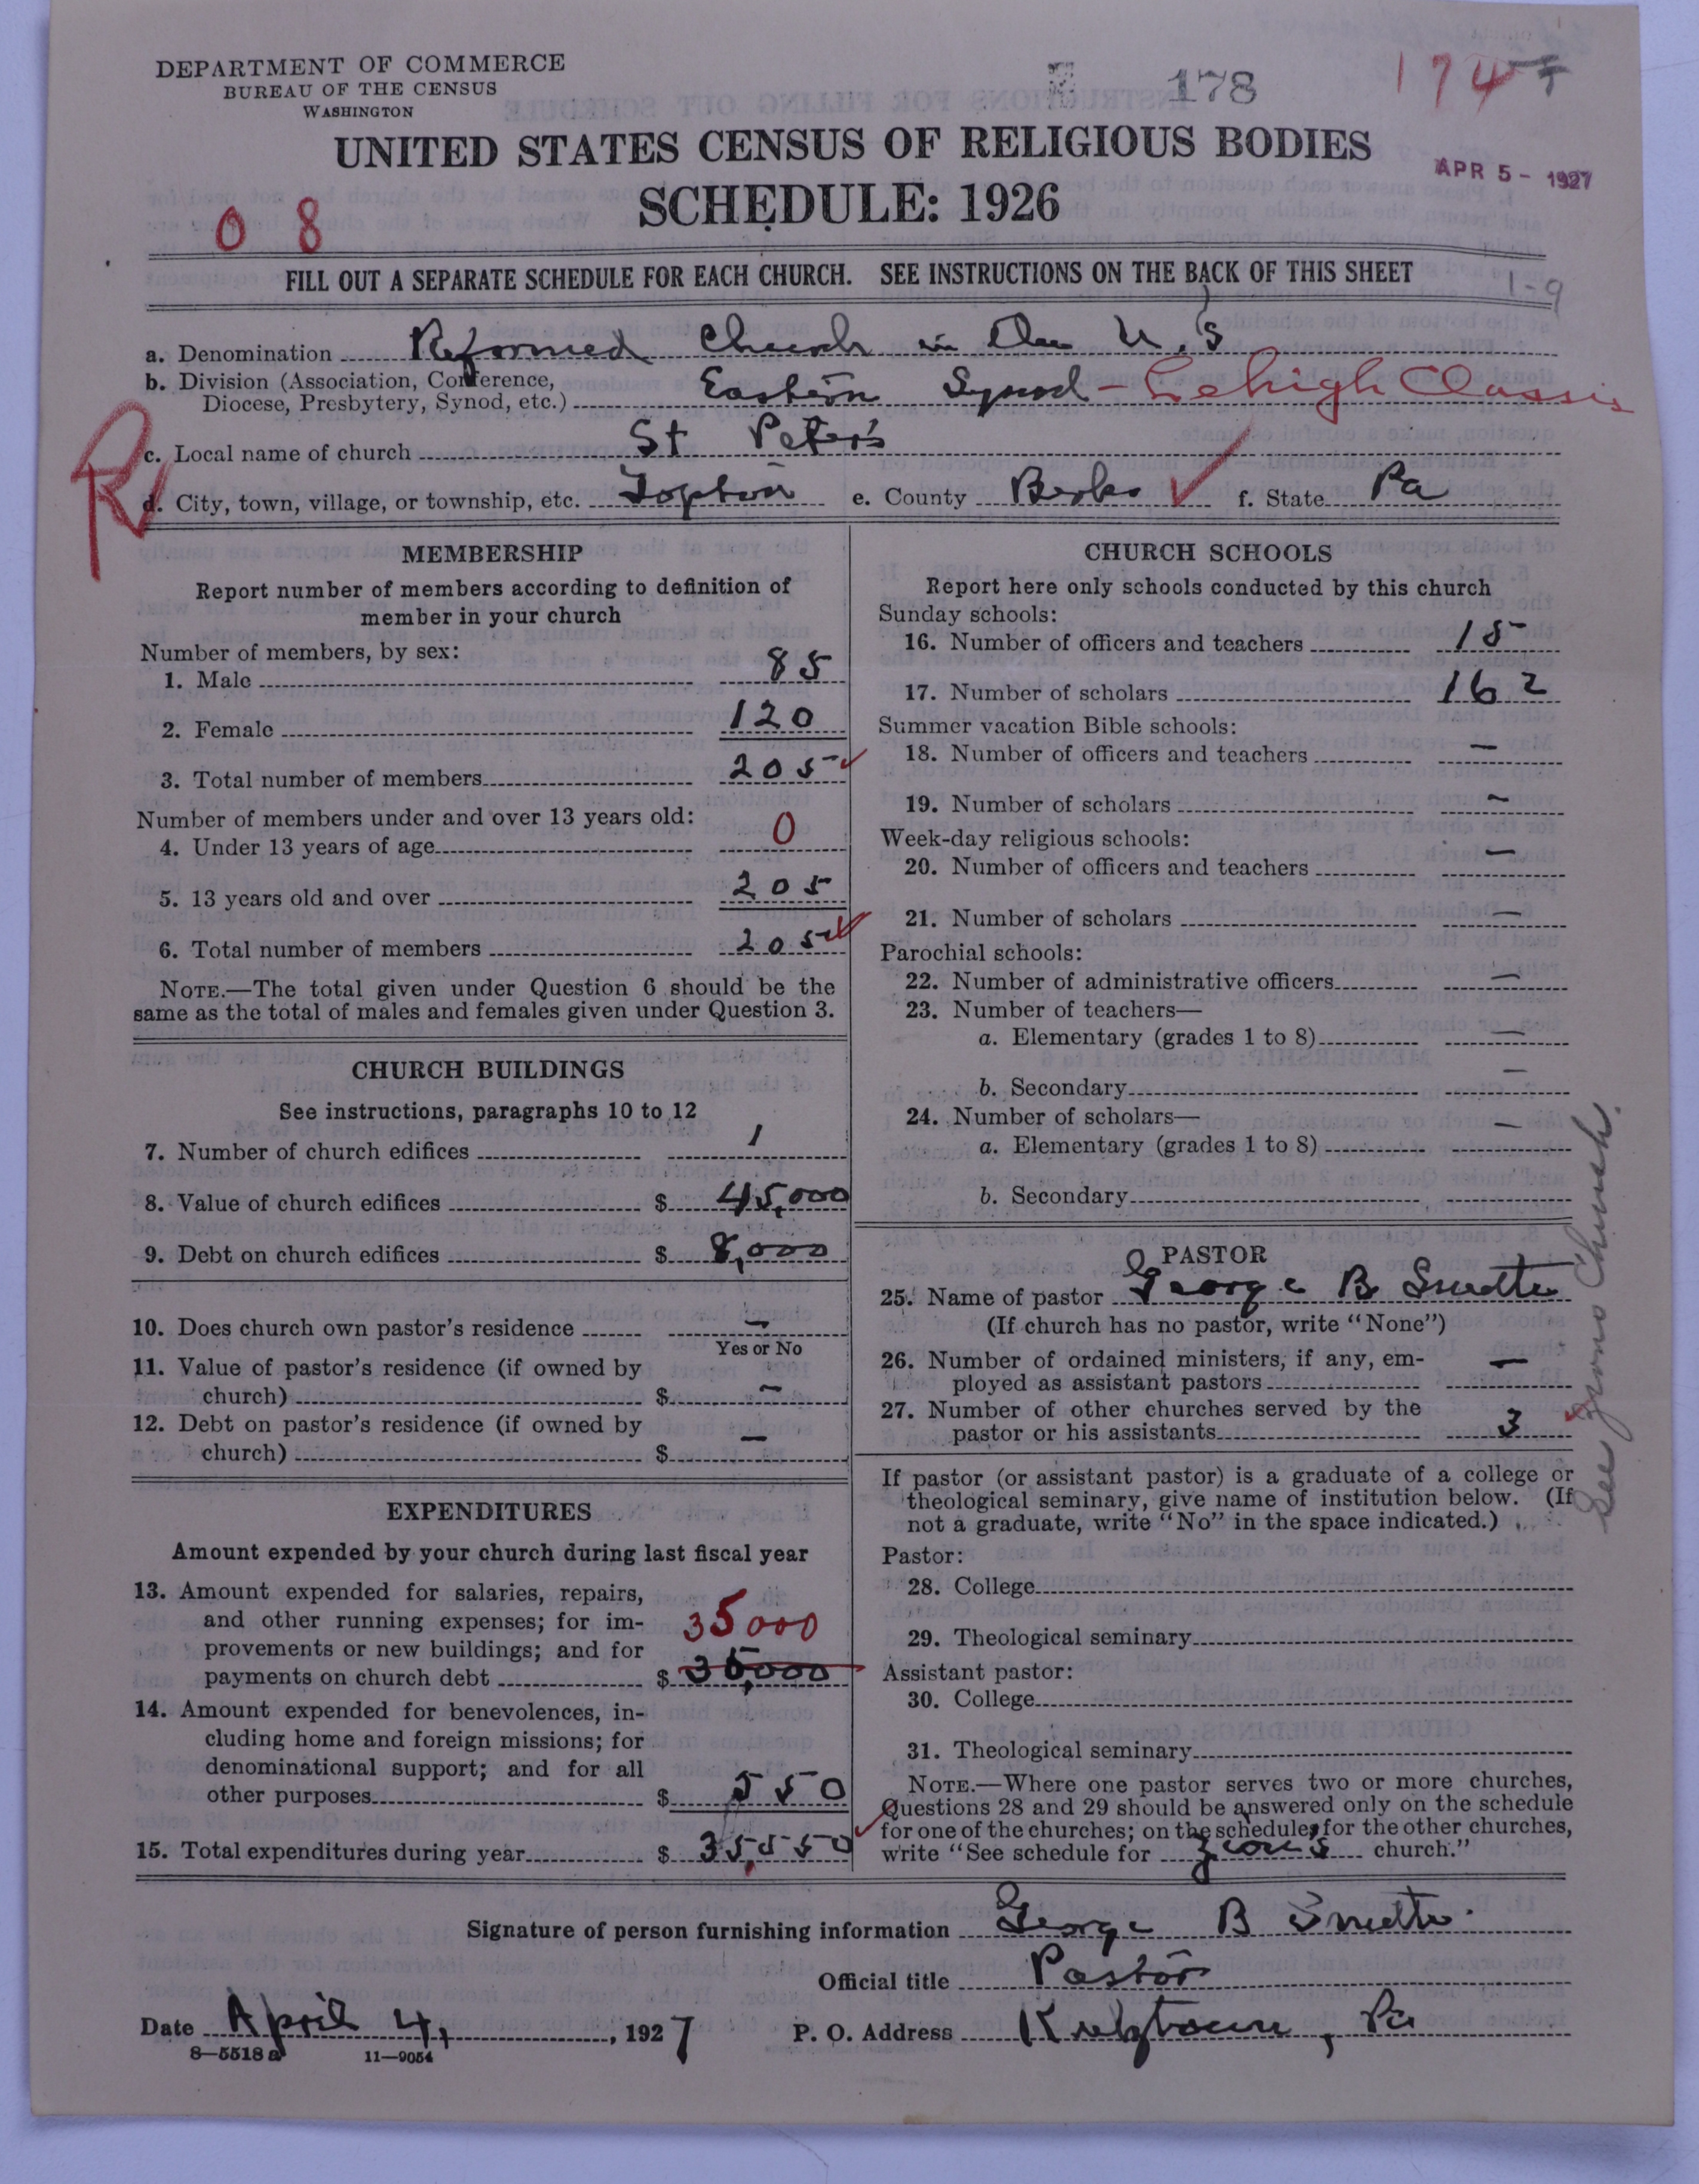 DEPARTMENT OF COMMERCE
BUREAU OF THE CENSUS
WASHINGTON
178
174
UNITED STATES CENSUS OF RELIGIOUS BODIES
SCHEDULE: 1926
APR 5 - 1927
0 8
FILL OUT A SEPARATE SCHEDULE FOR EACH CHURCH. SEE INSTRUCTIONS ON THE BACK OF THIS SHEET
1-9
a. Denomination Reformed Church in the U.S
b. Division (Association, Conference,
Diocese, Presbytery, Synod, etc.) Eastern Synod - Lehigh Classis
R
c. Local name of church St Peter's
d. City, town, village, or township, etc. Topton e. County Berks f. State Pa
MEMBERSHIP
Report number of members according to definition of
member in your church
Number of members, by sex:
1. Male 85
2. Female 120
3. Total number of members 205
Number of members under and over 13 years old:
4. Under 13 years of age 0
5. 13 years old and over 205
6. Total number of members 205
NOTE.—The total given under Question 6 should be the
same as the total of males and females given under Question 3.
CHURCH BUILDINGS
See instructions, paragraphs 10 to 12
7. Number of church edifices 1
8. Value of church edifices $ 45,000
9. Debt on church edifices $ 8,000
10. Does church own pastor's residence —
Yes or No
11. Value of pastor's residence (if owned by
church) $ —
12. Debt on pastor's residence (if owned by
church) $ —
EXPENDITURES
Amount expended by your church during last fiscal year
13. Amount expended for salaries, repairs,
and other running expenses; for im-
provements or new buildings; and for
35000
payments on church debt $ 35,000
14. Amount expended for benevolences, in-
cluding home and foreign missions; for
denominational support; and for all
other purposes $ 550
15. Total expenditures during year $ 35,550
CHURCH SCHOOLS
Report here only schools conducted by this church
Sunday schools:
16. Number of officers and teachers 15
17. Number of scholars 162
Summer vacation Bible schools:
18. Number of officers and teachers —
19. Number of scholars —
Week-day religious schools:
20. Number of officers and teachers —
21. Number of scholars —
Parochial schools:
22. Number of administrative officers —
23. Number of teachers—
a. Elementary (grades 1 to 8) —
b. Secondary —
24. Number of scholars—
a. Elementary (grades 1 to 8) —
b. Secondary
PASTOR
25. Name of pastor George B Smith
(If church has no pastor, write "None")
26. Number of ordained ministers, if any, em-
ployed as assistant pastors —
27. Number of other churches served by the
pastor or his assistants 3
See Zions Church.
If pastor (or assistant pastor) is a graduate of a college or
theological seminary, give name of institution below. (If
not a graduate, write "No" in the space indicated.)
Pastor:
28. College
29. Theological seminary
Assistant pastor:
30. College
31. Theological seminary
NOTE.—Where one pastor serves two or more churches,
Questions 28 and 29 should be answered only on the schedule
for one of the churches; on the schedules for the other churches,
write "See schedule for Zion's church."
Signature of person furnishing information George B Smith
Official title Pastor
Date April 4, 1927 P. O. Address Kutztown, Pa
8—5518 a 11—9054